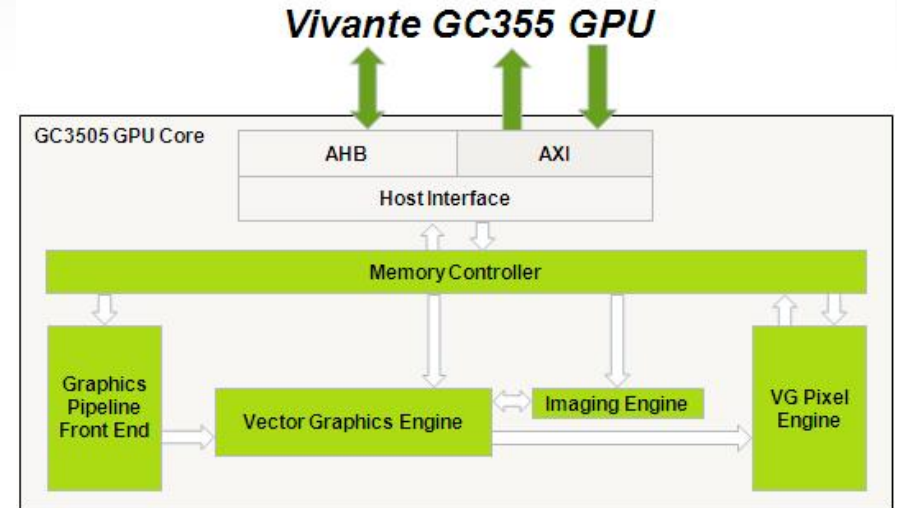 Vivante GC355 GPU
GC3505 GPU Core
AHB
AXI
Host Interface
Memory Controller
Graphics
Pipeline
Front End
Vector Graphics Engine
Imaging Engine
VG Pixel
Engine